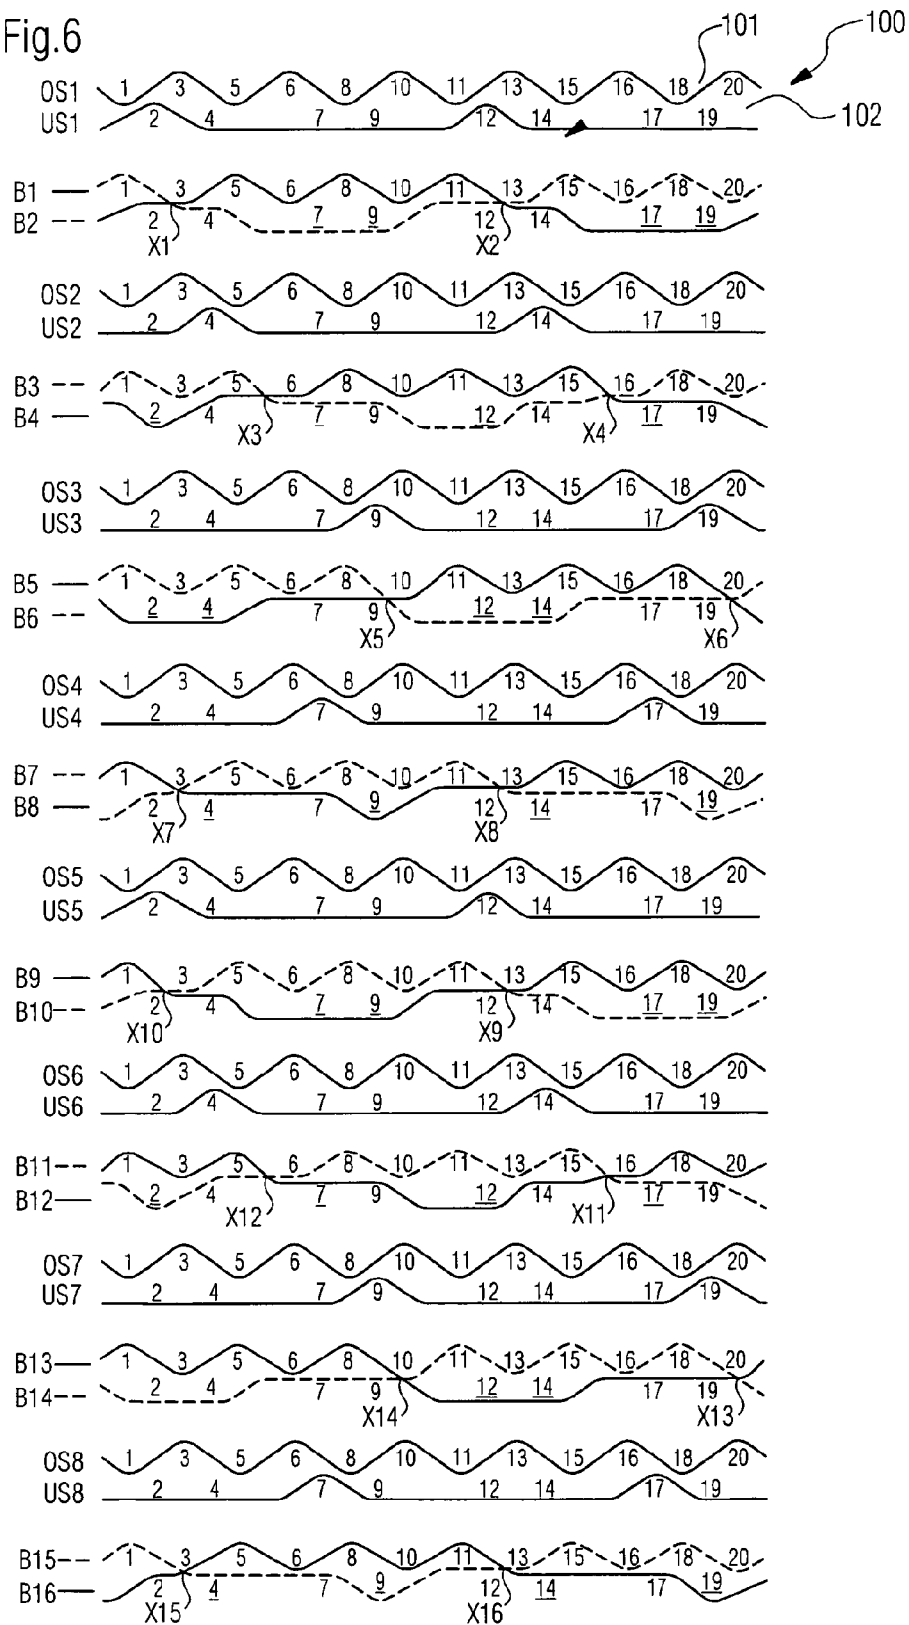 Fig.6
101
100
OS1 1 3 5 6 8 10 11 13 15 16 18 20
US1 2 4 7 9 12 14 17 19
102
B1 1 3 5 6 8 10 11 13 15 16 18 20
B2 2 4 7 9 12 14 17 19
X1 X2
OS2 1 3 5 6 8 10 11 13 15 16 18 20
US2 2 4 7 9 12 14 17 19
B3 1 3 5 6 8 10 11 13 15 16 18 20
B4 2 4 7 9 12 14 17 19
X3 X4
OS3 1 3 5 6 8 10 11 13 15 16 18 20
US3 2 4 7 9 12 14 17 19
B5 1 3 5 6 8 10 11 13 15 16 18 20
B6 2 4 7 9 12 14 17 19
X5 X6
OS4 1 3 5 6 8 10 11 13 15 16 18 20
US4 2 4 7 9 12 14 17 19
B7 1 3 5 6 8 10 11 13 15 16 18 20
B8 2 4 7 9 12 14 17 19
X7 X8
OS5 1 3 5 6 8 10 11 13 15 16 18 20
US5 2 4 7 9 12 14 17 19
B9 1 3 5 6 8 10 11 13 15 16 18 20
B10 2 4 7 9 12 14 17 19
X10 X9
OS6 1 3 5 6 8 10 11 13 15 16 18 20
US6 2 4 7 9 12 14 17 19
B11 1 3 5 6 8 10 11 13 15 16 18 20
B12 2 4 7 9 12 14 17 19
X12 X11
OS7 1 3 5 6 8 10 11 13 15 16 18 20
US7 2 4 7 9 12 14 17 19
B13 1 3 5 6 8 10 11 13 15 16 18 20
B14 2 4 7 9 12 14 17 19
X14 X13
OS8 1 3 5 6 8 10 11 13 15 16 18 20
US8 2 4 7 9 12 14 17 19
B15 1 3 5 6 8 10 11 13 15 16 18 20
B16 2 4 7 9 12 14 17 19
X15 X16